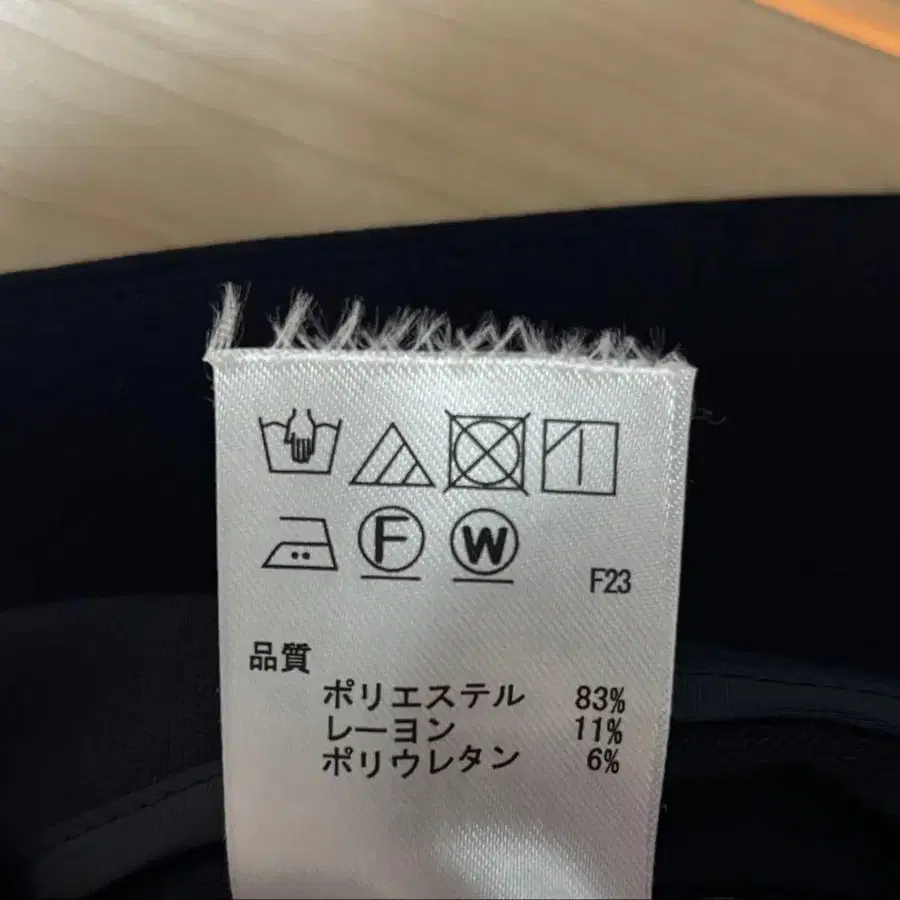 F W
F23
品質
ポリエステル 83%
レーヨン 11%
ポリウレタン 6%